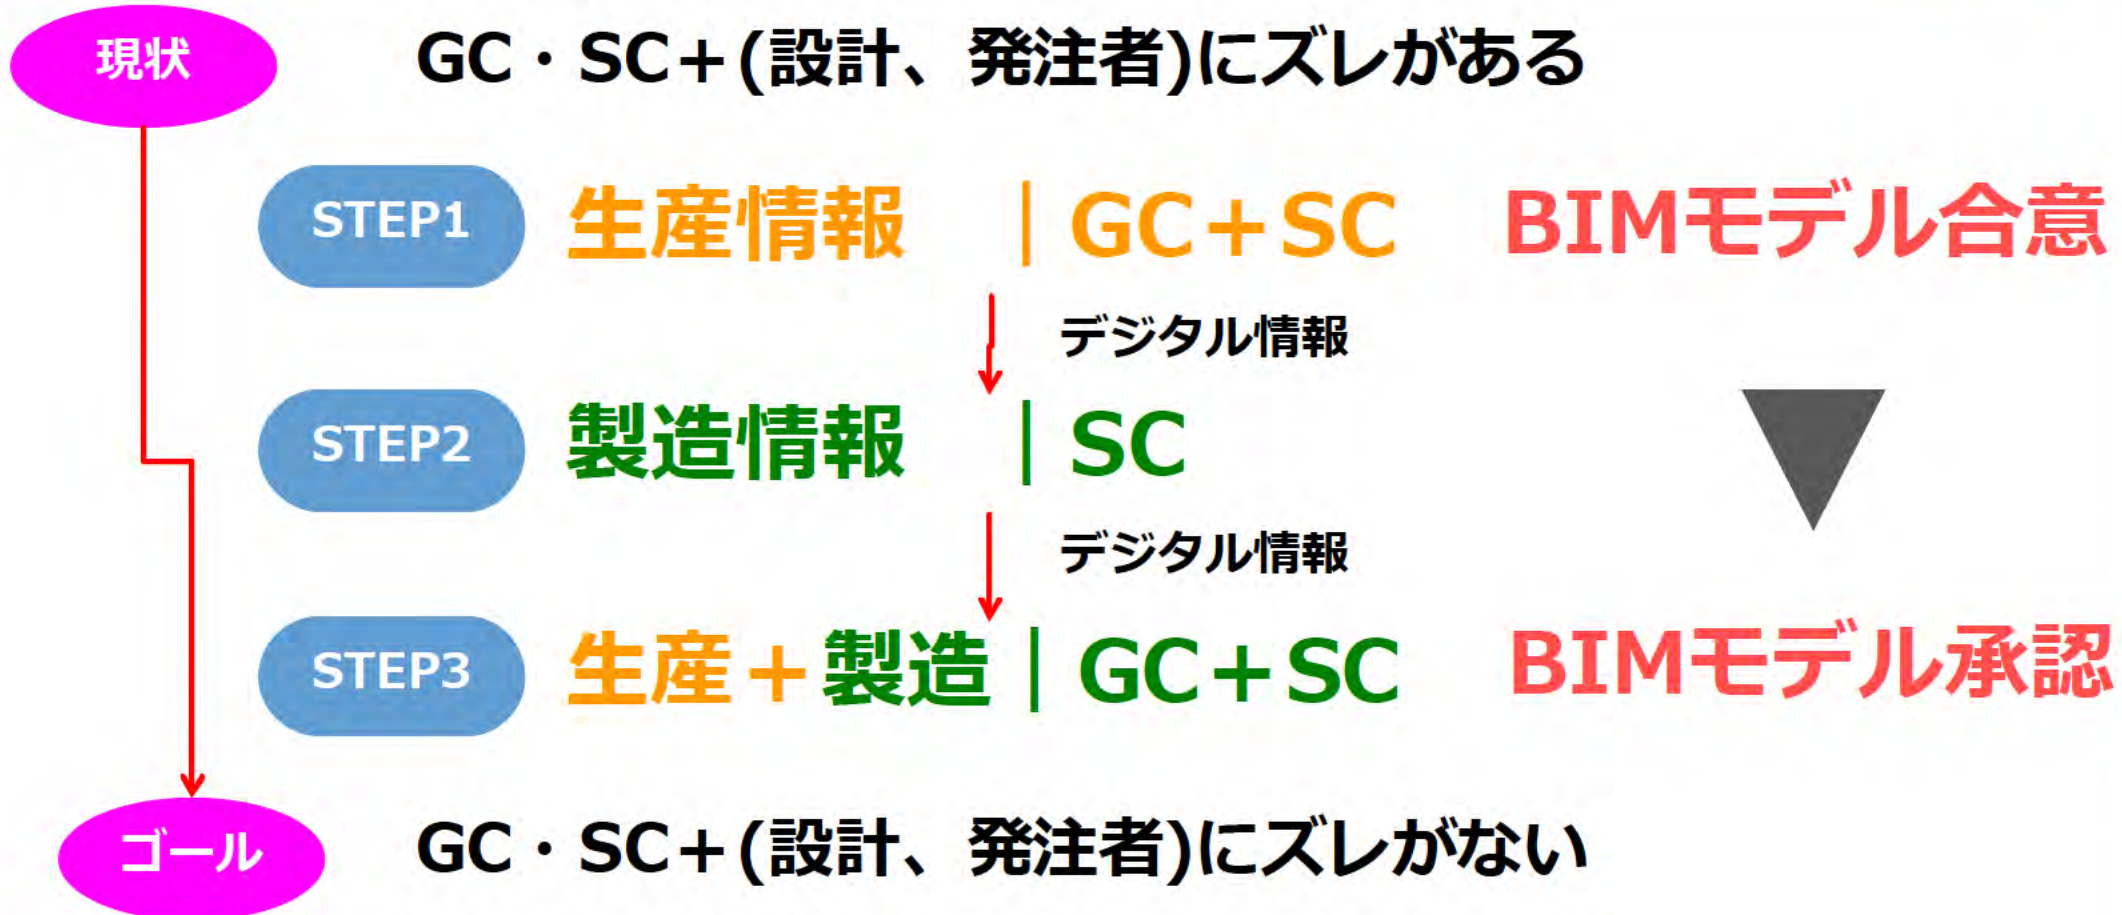 現状 GC・SC+(設計、発注者)にズレがある
STEP1 生産情報 | GC+SC BIMモデル合意
デジタル情報
STEP2 製造情報 | SC
デジタル情報
STEP3 生産+製造 | GC+SC BIMモデル承認
ゴール GC・SC+(設計、発注者)にズレがない